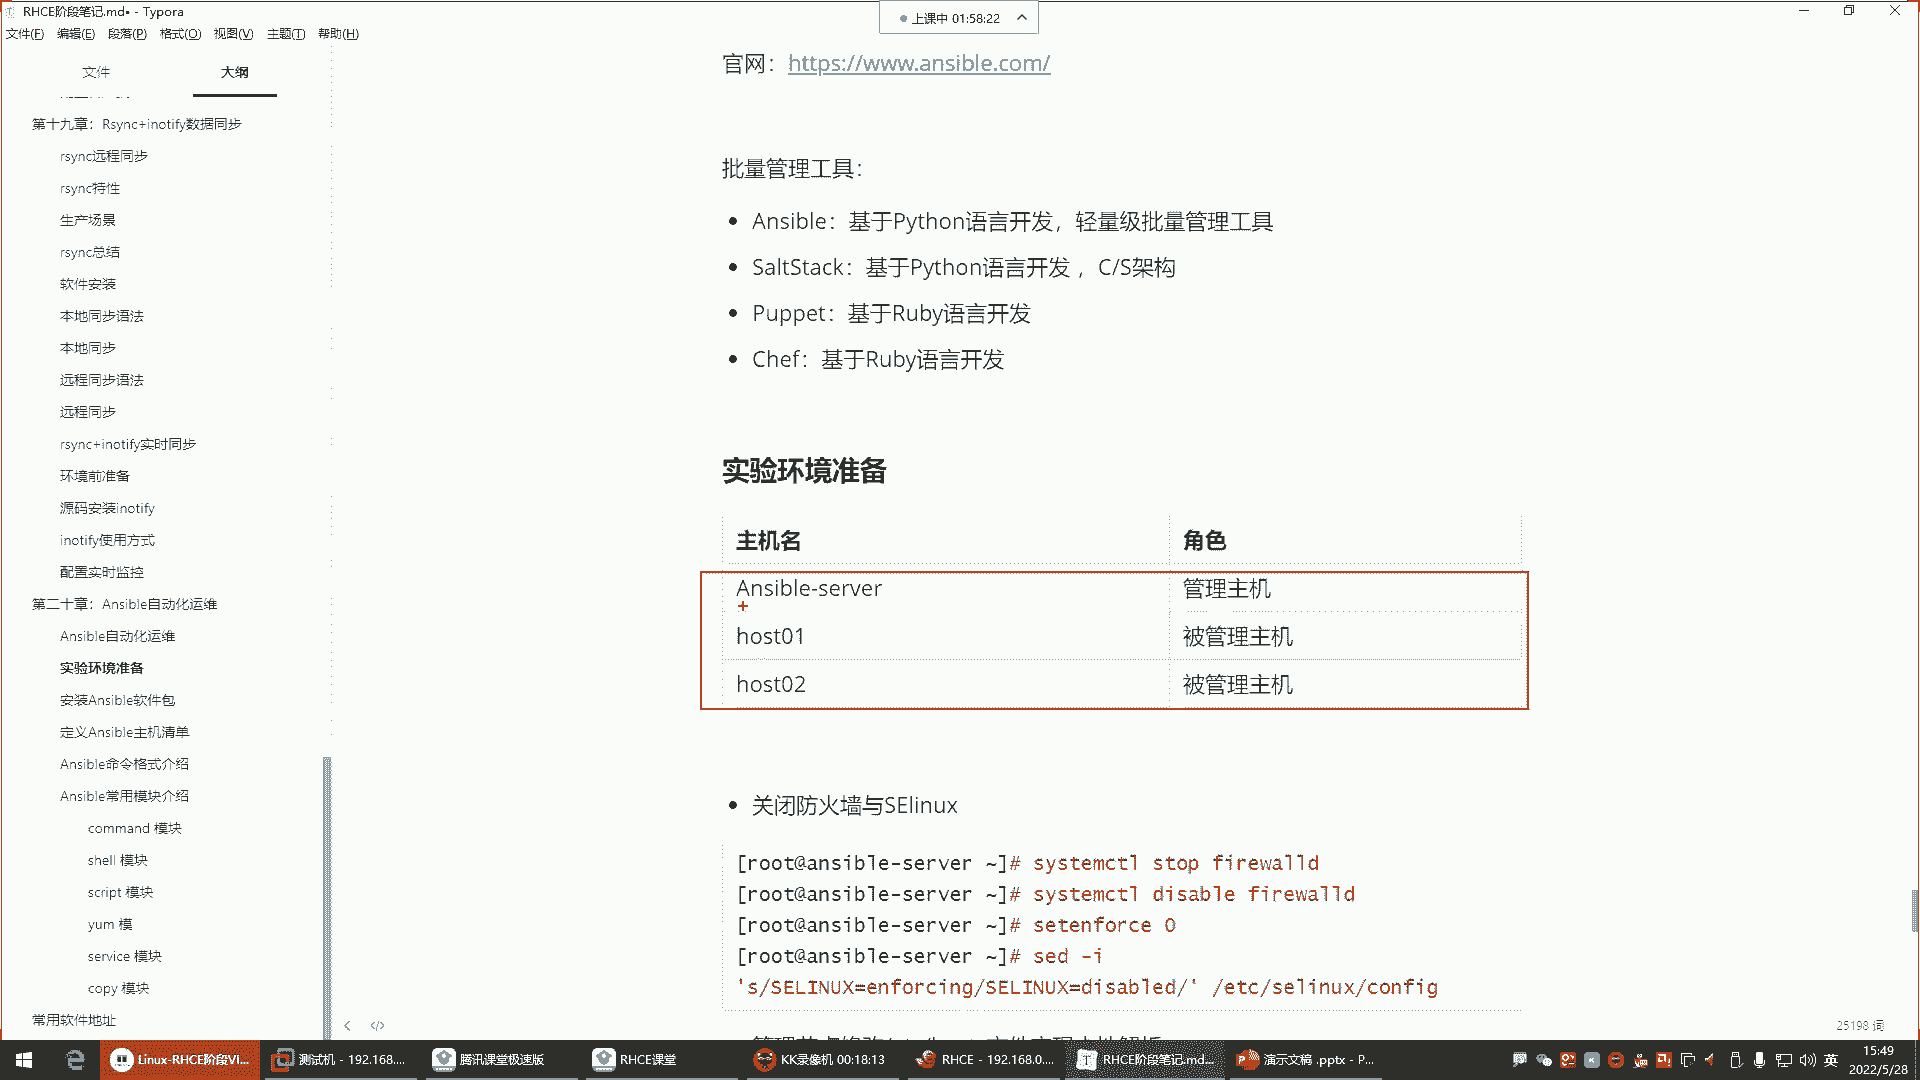 RHCE阶段笔记.md• - Typora
上课中 01:58:22
文件(F) 编辑(E) 段落(P) 格式(O) 视图(V) 主题(T) 帮助(H)
文件 大纲
第十九章：Rsync+inotify数据同步
rsync远程同步
rsync特性
生产场景
rsync总结
软件安装
本地同步语法
本地同步
远程同步语法
远程同步
rsync+inotify实时同步
环境前准备
源码安装inotify
inotify使用方式
配置实时监控
第二十章：Ansible自动化运维
Ansible自动化运维
实验环境准备
安装Ansible软件包
定义Ansible主机清单
Ansible命令格式介绍
Ansible常用模块介绍
command 模块
shell 模块
script 模块
yum 模
service 模块
copy 模块
常用软件地址
官网：https://www.ansible.com/
批量管理工具：
Ansible：基于Python语言开发，轻量级批量管理工具
SaltStack：基于Python语言开发 ，C/S架构
Puppet：基于Ruby语言开发
Chef：基于Ruby语言开发
实验环境准备
主机名 角色
Ansible-server 管理主机
host01 被管理主机
host02 被管理主机
关闭防火墙与SElinux
[root@ansible-server ~]# systemctl stop firewalld
[root@ansible-server ~]# systemctl disable firewalld
[root@ansible-server ~]# setenforce 0
[root@ansible-server ~]# sed -i
's/SELINUX=enforcing/SELINUX=disabled/' /etc/selinux/config
25198 词
Linux-RHCE阶段VI...
测试机 - 192.168....
腾讯课堂极速版
RHCE课堂
KK录像机 00:18:13
RHCE - 192.168.0....
RHCE阶段笔记.md...
演示文稿 .pptx - P...
英
15:49
2022/5/28